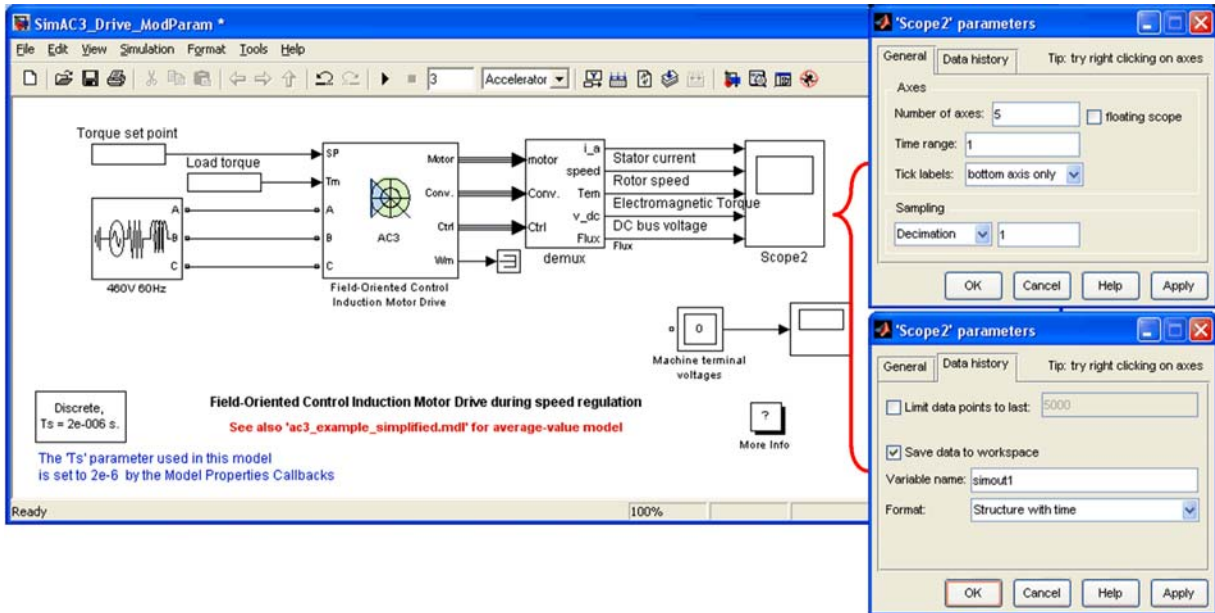 SimAC3_Drive_ModParam *
File Edit View Simulation Format Tools Help
3
Accelerator
Torque set point
Load torque
SP
Tm
A
B
C
Motor
Conv.
Ctrl
Wm
AC3
Field-Oriented Control
Induction Motor Drive
A
B
C
460V 60Hz
motor
Conv.
Ctrl
i_a
speed
Tem
v_dc
Flux
demux
Stator current
Rotor speed
Electromagnetic Torque
DC bus voltage
Flux
Scope2
0
Machine terminal
voltages
?
More Info
Discrete,
Ts = 2e-006 s.
Field-Oriented Control Induction Motor Drive during speed regulation
See also 'ac3_example_simplified.mdl' for average-value model
The 'Ts' parameter used in this model
is set to 2e-6 by the Model Properties Callbacks
Ready
100%
'Scope2' parameters
General Data history Tip: try right clicking on axes
Axes
Number of axes: 5 floating scope
Time range: 1
Tick labels: bottom axis only
Sampling
Decimation 1
OK Cancel Help Apply
'Scope2' parameters
General Data history Tip: try right clicking on axes
Limit data points to last: 5000
Save data to workspace
Variable name: simout1
Format: Structure with time
OK Cancel Help Apply